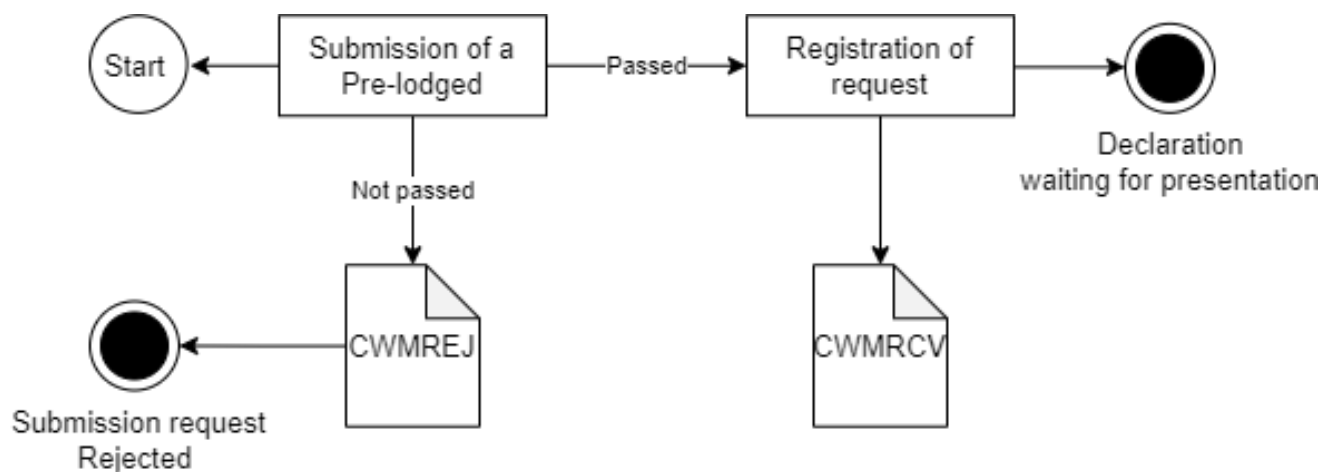 Start
Submission of a
Pre-lodged
Passed
Registration of
request
Declaration
waiting for presentation
Not passed
CWMREJ
CWMRCV
Submission request
Rejected